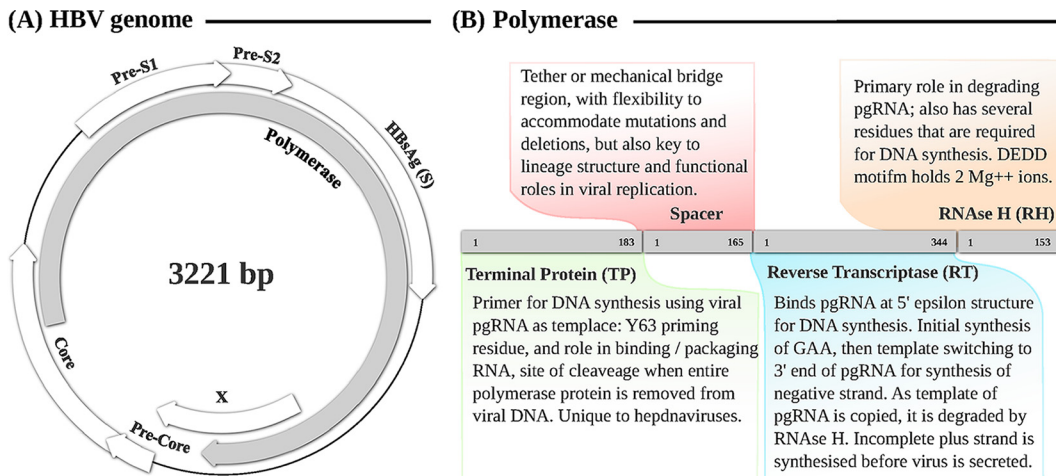 (A) HBV genome
Pre-S1
Pre-S2
HBsAg (S)
Polymerase
3221 bp
Core
X
Pre-Core
(B) Polymerase
Tether or mechanical bridge
region, with flexibility to
accommodate mutations and
deletions, but also key to
lineage structure and functional
roles in viral replication.
Spacer
Primary role in degrading
pgRNA; also has several
residues that are required
for DNA synthesis. DEDD
motifm holds 2 Mg++ ions.
RNAse H (RH)
1 183 1 165 1 344 1 153
Terminal Protein (TP)
Primer for DNA synthesis using viral
pgRNA as templace: Y63 priming
residue, and role in binding / packaging
RNA, site of cleavage when entire
polymerase protein is removed from
viral DNA. Unique to hepdnaviruses.
Reverse Transcriptase (RT)
Binds pgRNA at 5' epsilon structure
for DNA synthesis. Initial synthesis
of GAA, then template switching to
3' end of pgRNA for synthesis of
negative strand. As template of
pgRNA is copied, it is degraded by
RNAse H. Incomplete plus strand is
synthesised before virus is secreted.